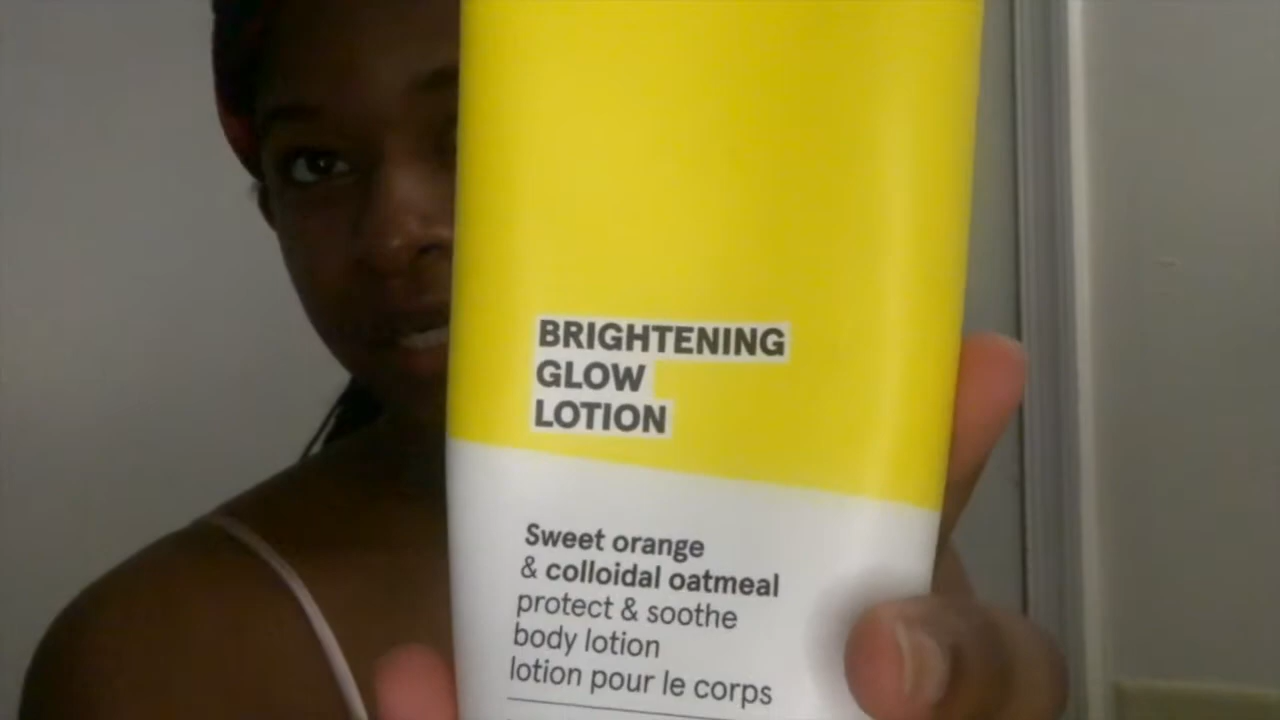 BRIGHTENING
GLOW
LOTION
Sweet orange
& colloidal oatmeal
protect & soothe
body lotion
lotion pour le corps